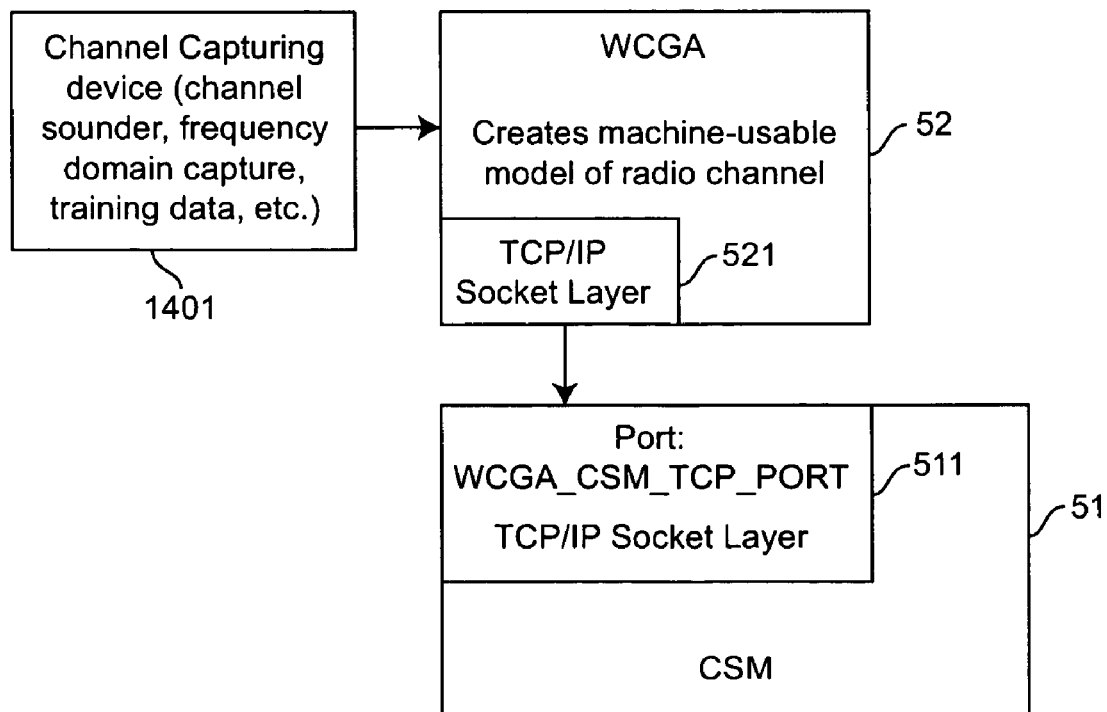 Channel Capturing
device (channel
sounder, frequency
domain capture,
training data, etc.)
1401
WCGA
Creates machine-usable
model of radio channel
52
TCP/IP
Socket Layer
521
Port:
WCGA_CSM_TCP_PORT
TCP/IP Socket Layer
511
51
CSM